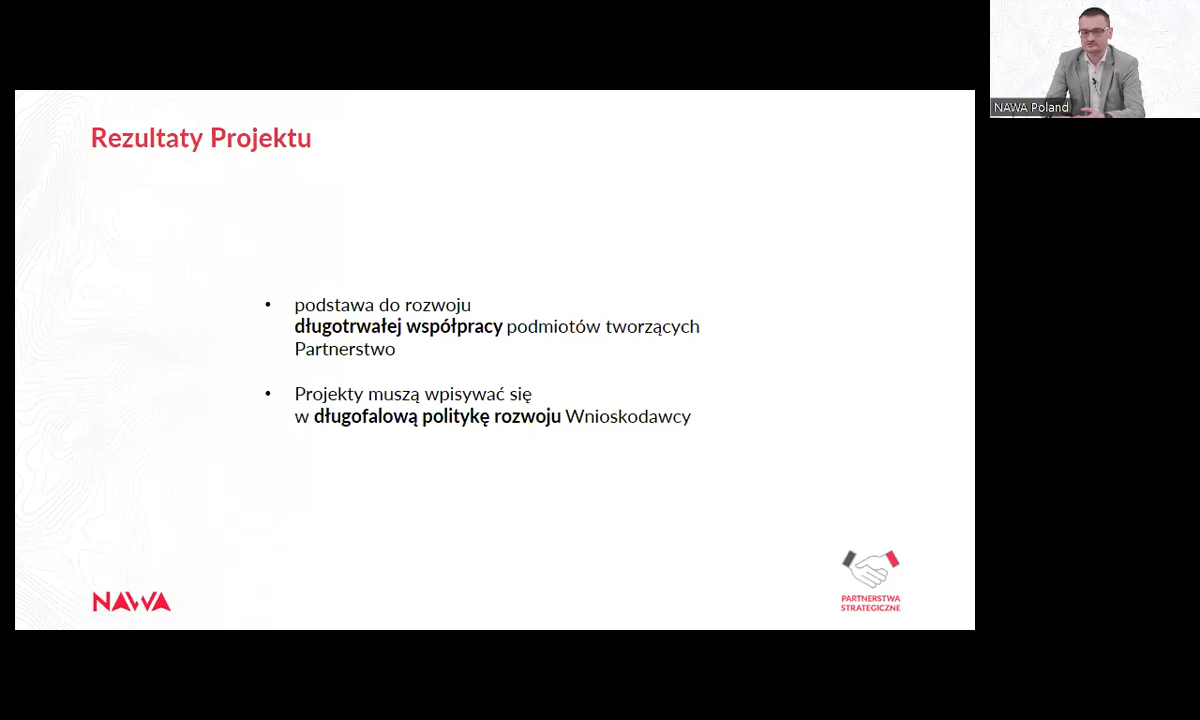 NAWA Poland
Rezultaty Projektu
• podstawa do rozwoju
długotrwałej współpracy podmiotów tworzących
Partnerstwo
• Projekty muszą wpisywać się
w długofalową politykę rozwoju Wnioskodawcy
NAWA
PARTNERSTWA
STRATEGICZNE